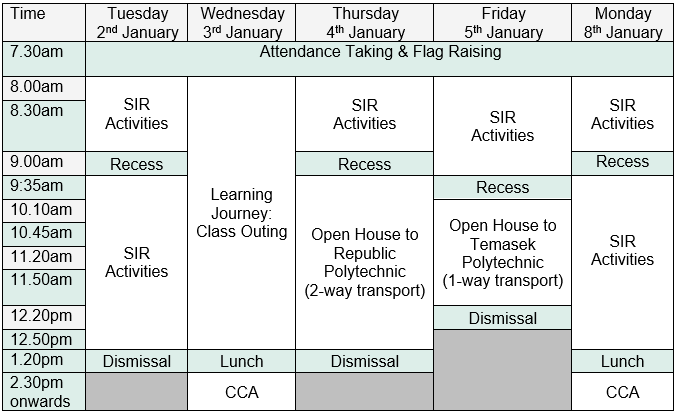 Time Tuesday 2nd January Wednesday 3rd January Thursday 4th January Friday 5th January Monday 8th January
7.30am Attendance Taking & Flag Raising
8.00am
8.30am
SIR Activities SIR Activities SIR Activities SIR Activities
9.00am Recess Recess Recess
9:35am Recess
Learning
Journey:
Class Outing
10.10am
10.45am
11.20am
11.50am
SIR
Activities
Open House to
Republic
Polytechnic
(2-way transport)
Open House to
Temasek
Polytechnic
(1-way transport)
SIR
Activities
12.20pm Dismissal
12.50pm
1.20pm Dismissal Lunch Dismissal Lunch
2.30pm
onwards
CCA CCA